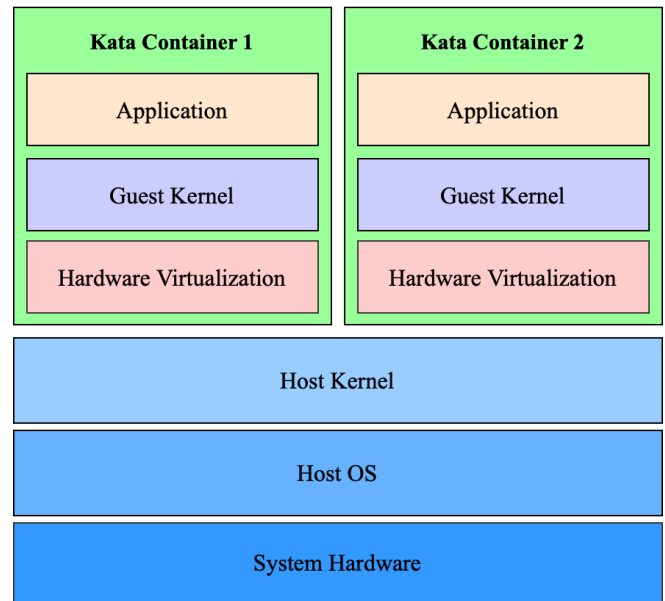 Kata Container 1
Application
Guest Kernel
Hardware Virtualization
Kata Container 2
Application
Guest Kernel
Hardware Virtualization
Host Kernel
Host OS
System Hardware